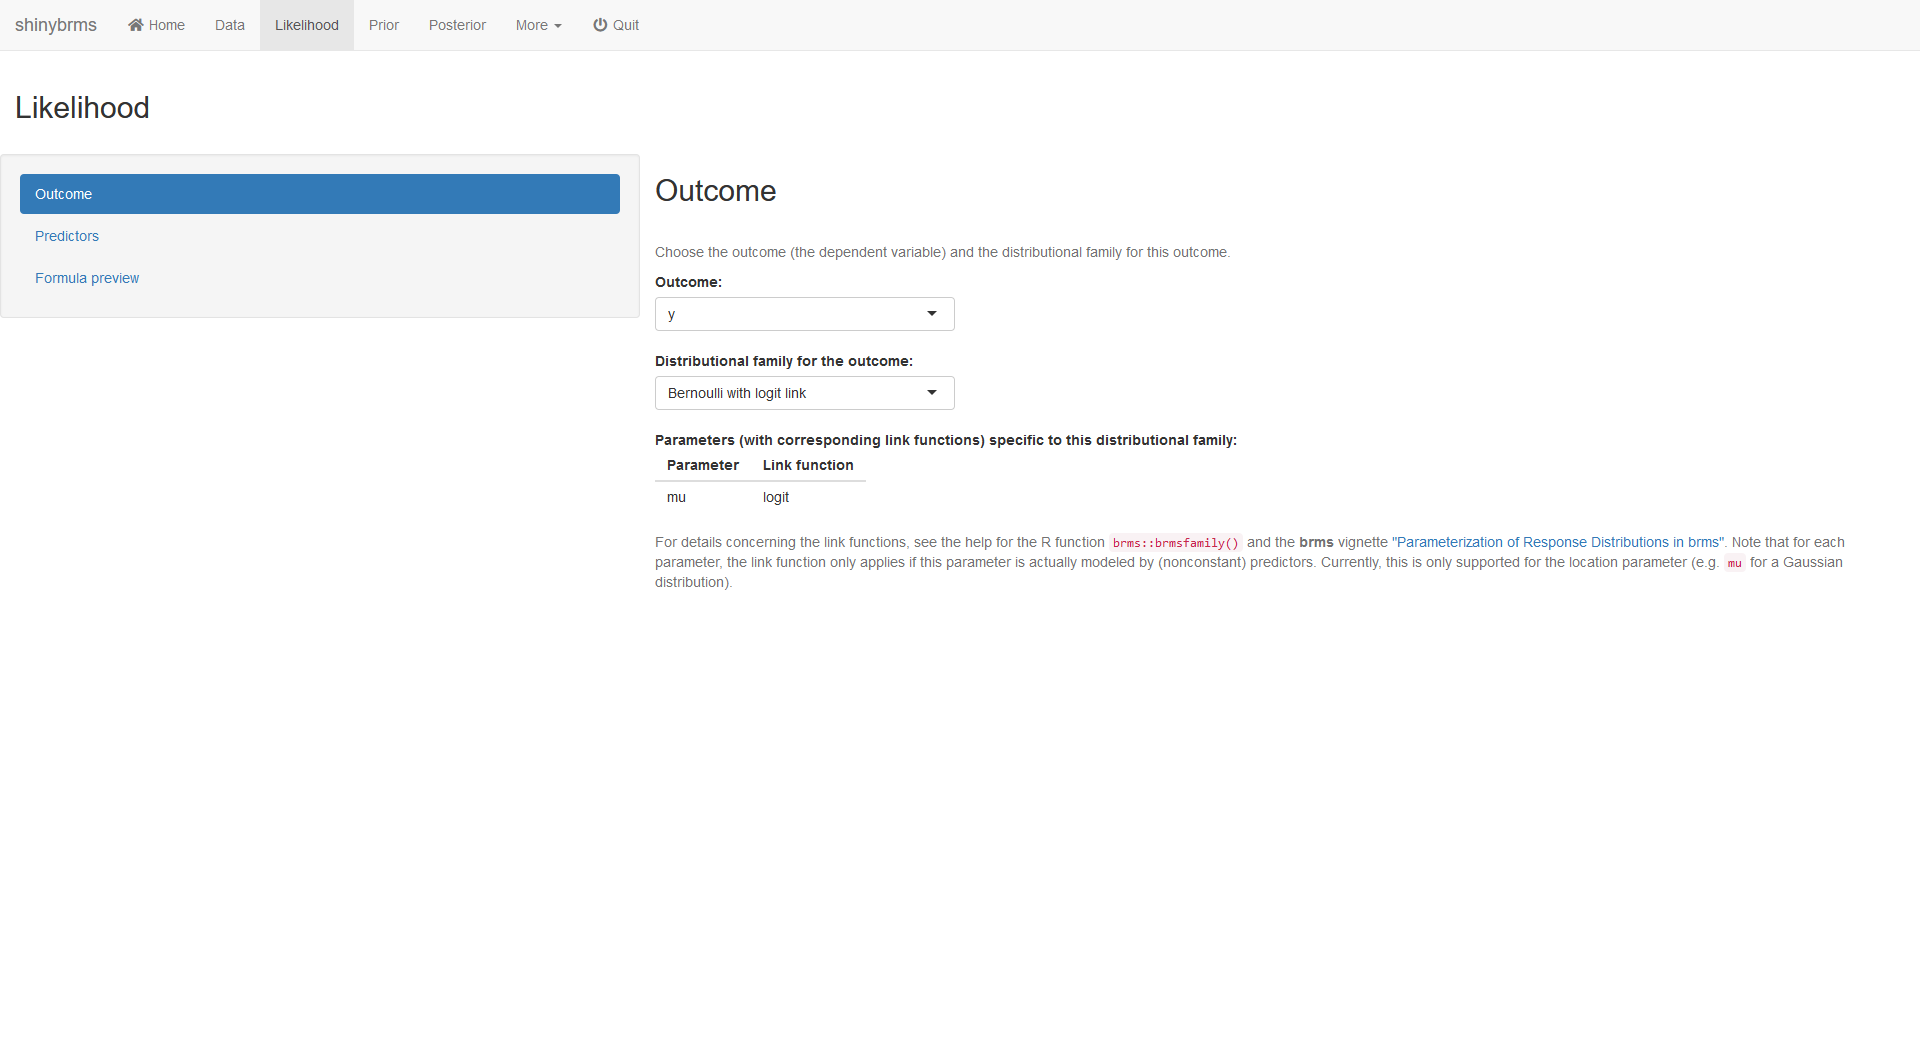 shinybrms Home Data Likelihood Prior Posterior More Quit
Likelihood
Outcome
Predictors
Formula preview
Outcome
Choose the outcome (the dependent variable) and the distributional family for this outcome.
Outcome:
y
Distributional family for the outcome:
Bernoulli with logit link
Parameters (with corresponding link functions) specific to this distributional family:
Parameter Link function
mu logit
For details concerning the link functions, see the help for the R function brms::brmsfamily() and the brms vignette "Parameterization of Response Distributions in brms". Note that for each
parameter, the link function only applies if this parameter is actually modeled by (nonconstant) predictors. Currently, this is only supported for the location parameter (e.g. mu for a Gaussian
distribution).